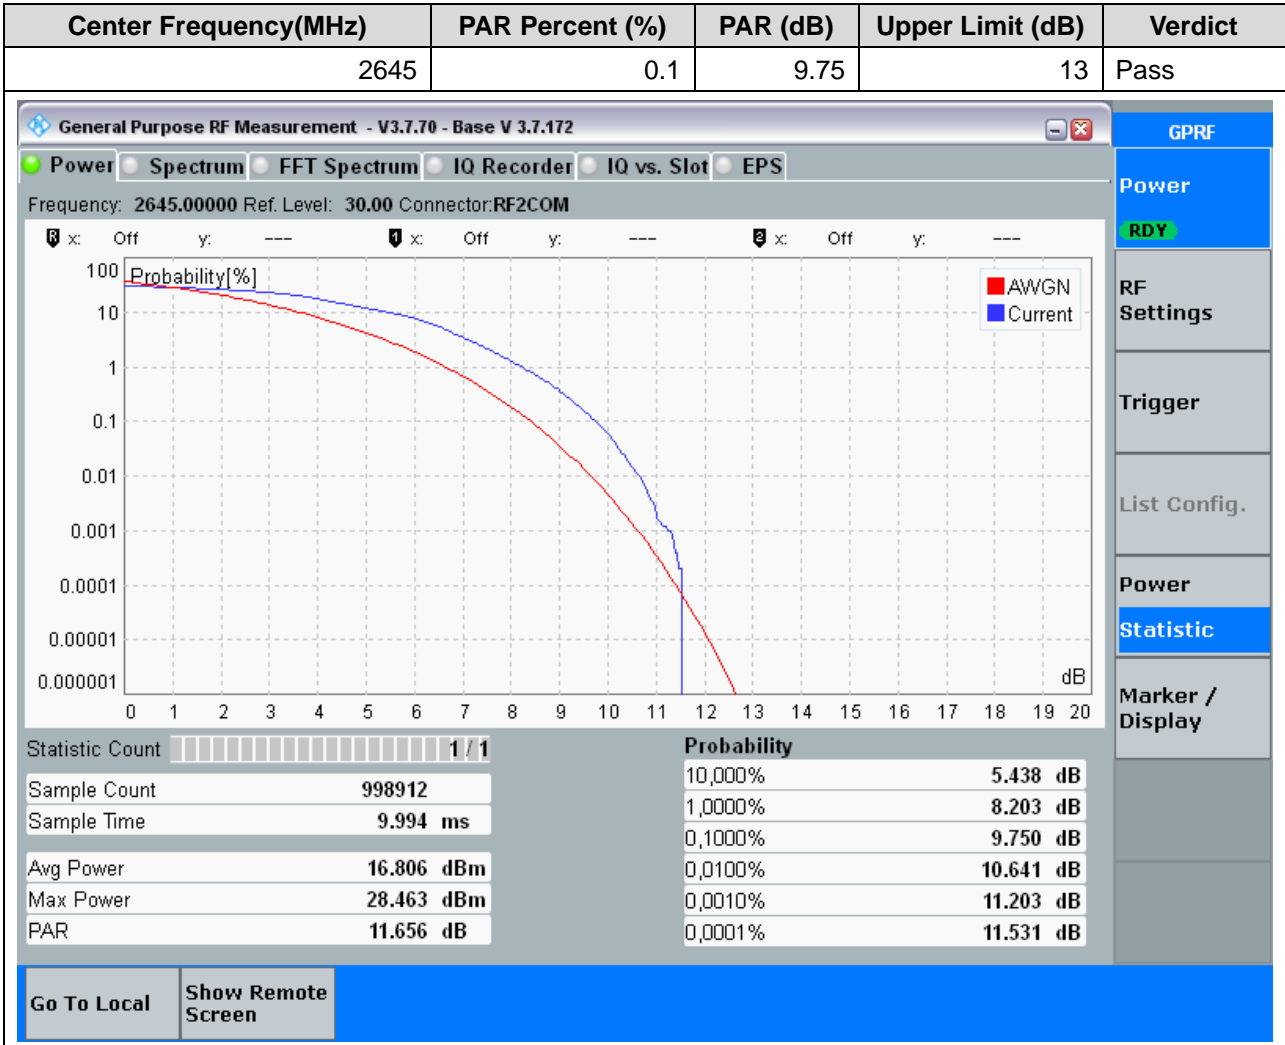 Center Frequency(MHz) PAR Percent (%) PAR (dB) Upper Limit (dB) Verdict
2645 0.1 9.75 13 Pass
General Purpose RF Measurement - V3.7.70 - Base V 3.7.172
GPRF
Power Spectrum FFT Spectrum IQ Recorder IQ vs. Slot EPS
Frequency: 2645.00000 Ref. Level: 30.00 Connector:RF2COM
R x: Off y: --- 1 x: Off y: --- 2 x: Off y: ---
Probability[%]
AWGN
Current
100
10
1
0.1
0.01
0.001
0.0001
0.00001
0.000001
dB
0 1 2 3 4 5 6 7 8 9 10 11 12 13 14 15 16 17 18 19 20
Statistic Count 1 / 1
Sample Count 998912
Sample Time 9.994 ms
Avg Power 16.806 dBm
Max Power 28.463 dBm
PAR 11.656 dB
Probability
10,000% 5.438 dB
1,0000% 8.203 dB
0,1000% 9.750 dB
0,0100% 10.641 dB
0,0010% 11.203 dB
0,0001% 11.531 dB
Power
RDY
RF
Settings
Trigger
List Config.
Power
Statistic
Marker /
Display
Go To Local
Show Remote
Screen